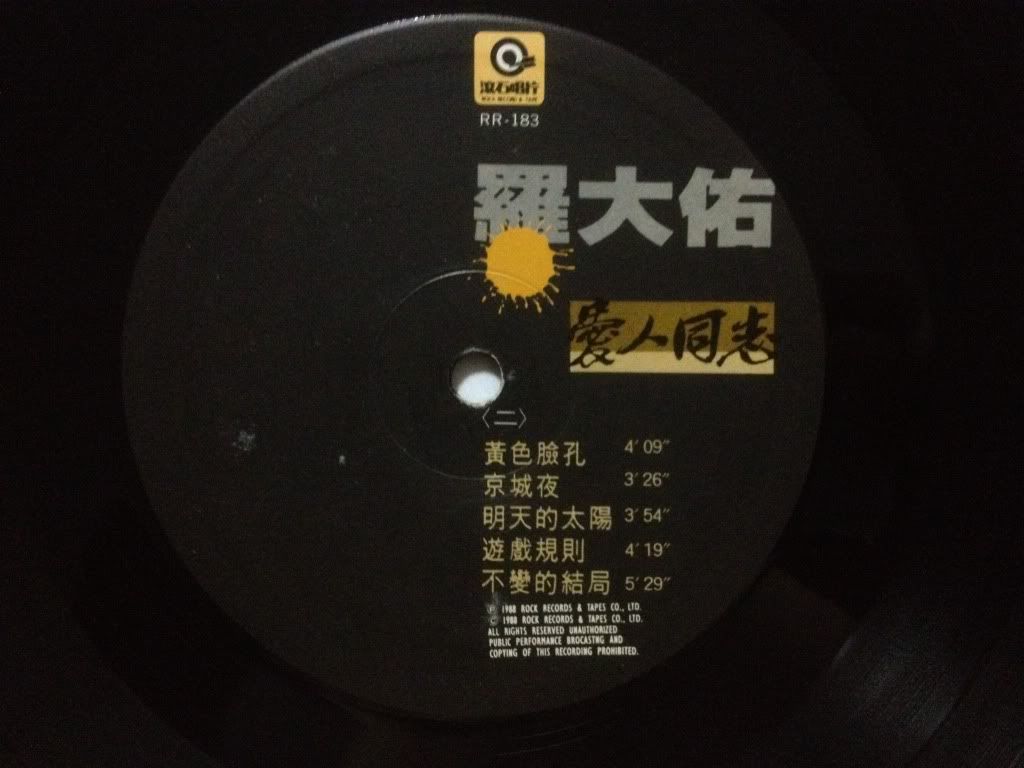 滾石唱片
ROCK RECORD & TAPE
RR-183
羅大佑
愛人同志
〈二〉
黃色臉孔 4′09″
京城夜 3′26″
明天的太陽 3′54″
遊戲規則 4′19″
不變的結局 5′29″
Ⓟ 1988 ROCK RECORDS & TAPES CO., LTD.
© 1988 ROCK RECORDS & TAPES CO., LTD.
ALL RIGHTS RESERVED UNAUTHORIZED
PUBLIC PERFORMANCE BROCASTNG AND
COPYING OF THIS RECORDING PROHIBITED.